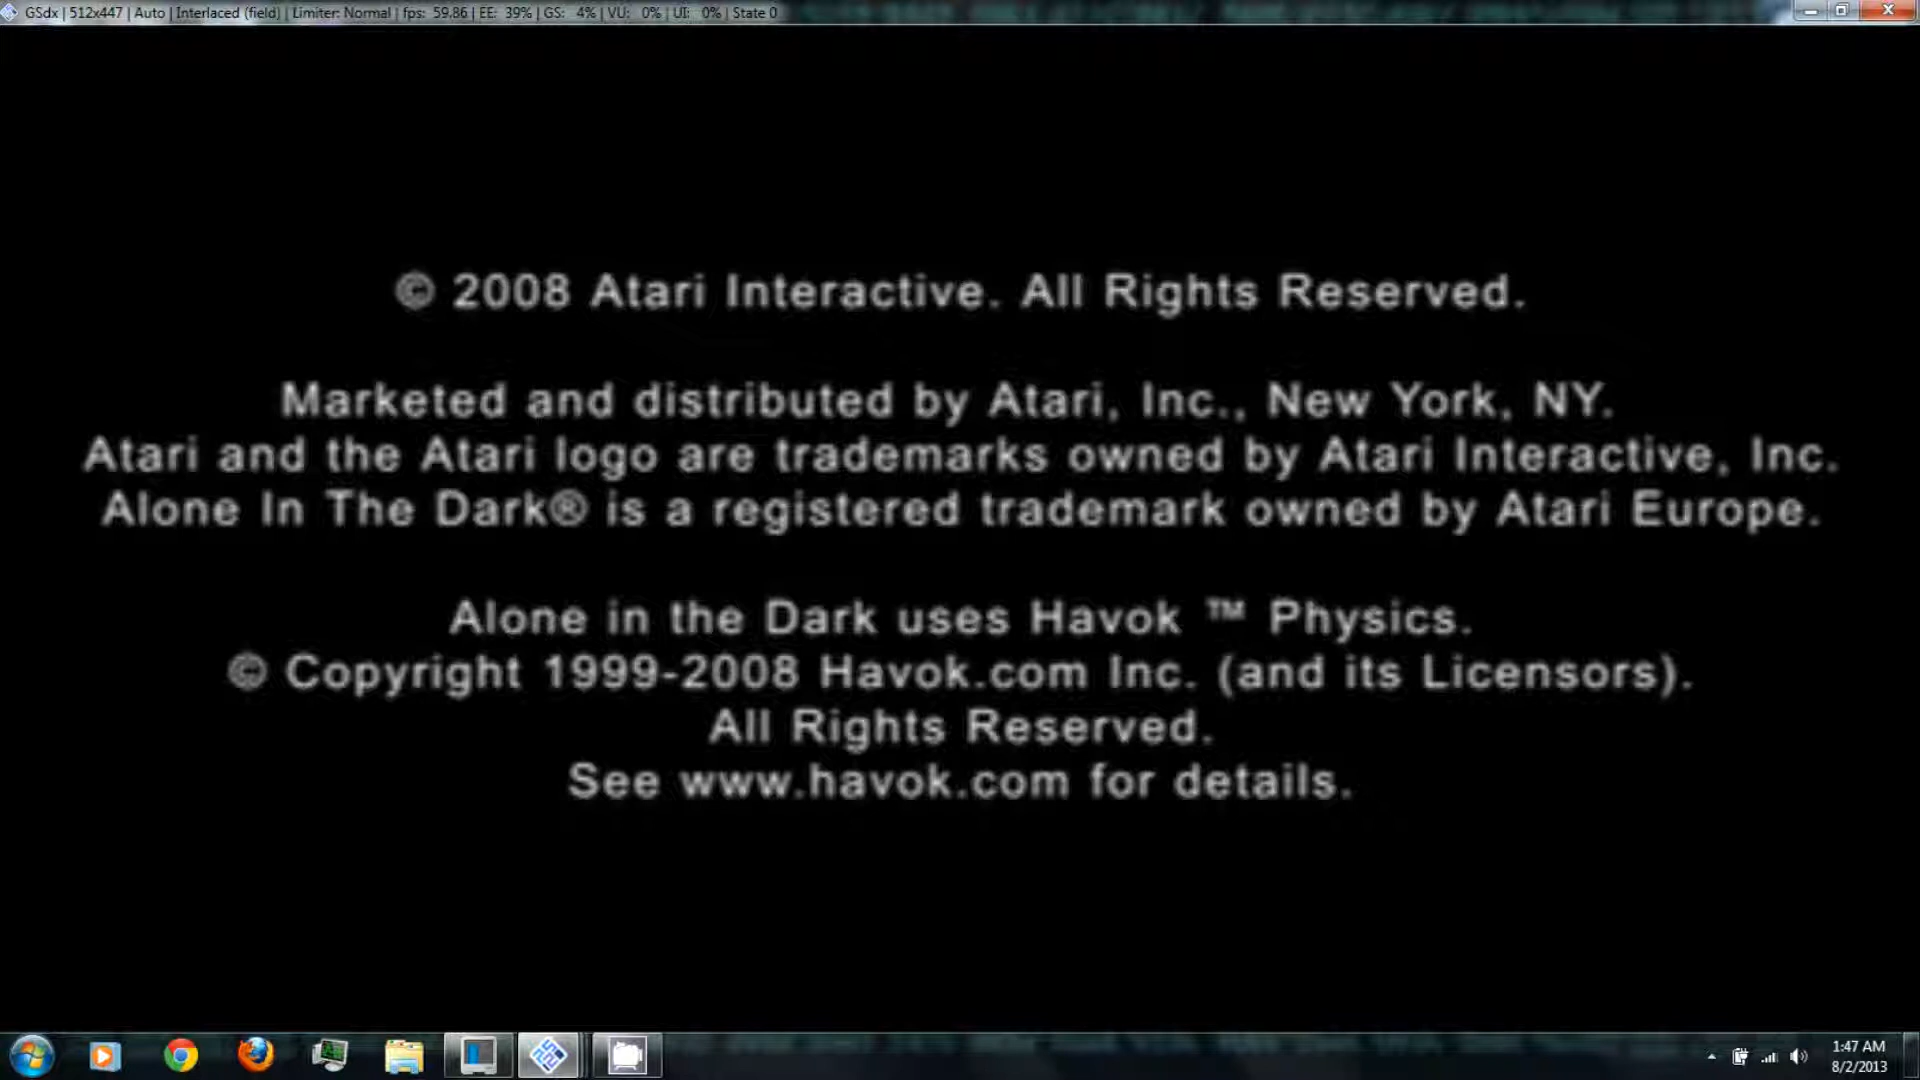 GSdx | 512x447 | Auto | Interlaced (field) | Limiter: Normal | fps: 59.86 | EE: 39% | GS: 4% | VU: 0% | UI: 0% | State 0
© 2008 Atari Interactive. All Rights Reserved.
Marketed and distributed by Atari, Inc., New York, NY.
Atari and the Atari logo are trademarks owned by Atari Interactive, Inc.
Alone In The Dark® is a registered trademark owned by Atari Europe.
Alone in the Dark uses Havok ™ Physics.
© Copyright 1999-2008 Havok.com Inc. (and its Licensors).
All Rights Reserved.
See www.havok.com for details.
1:47 AM
8/2/2013